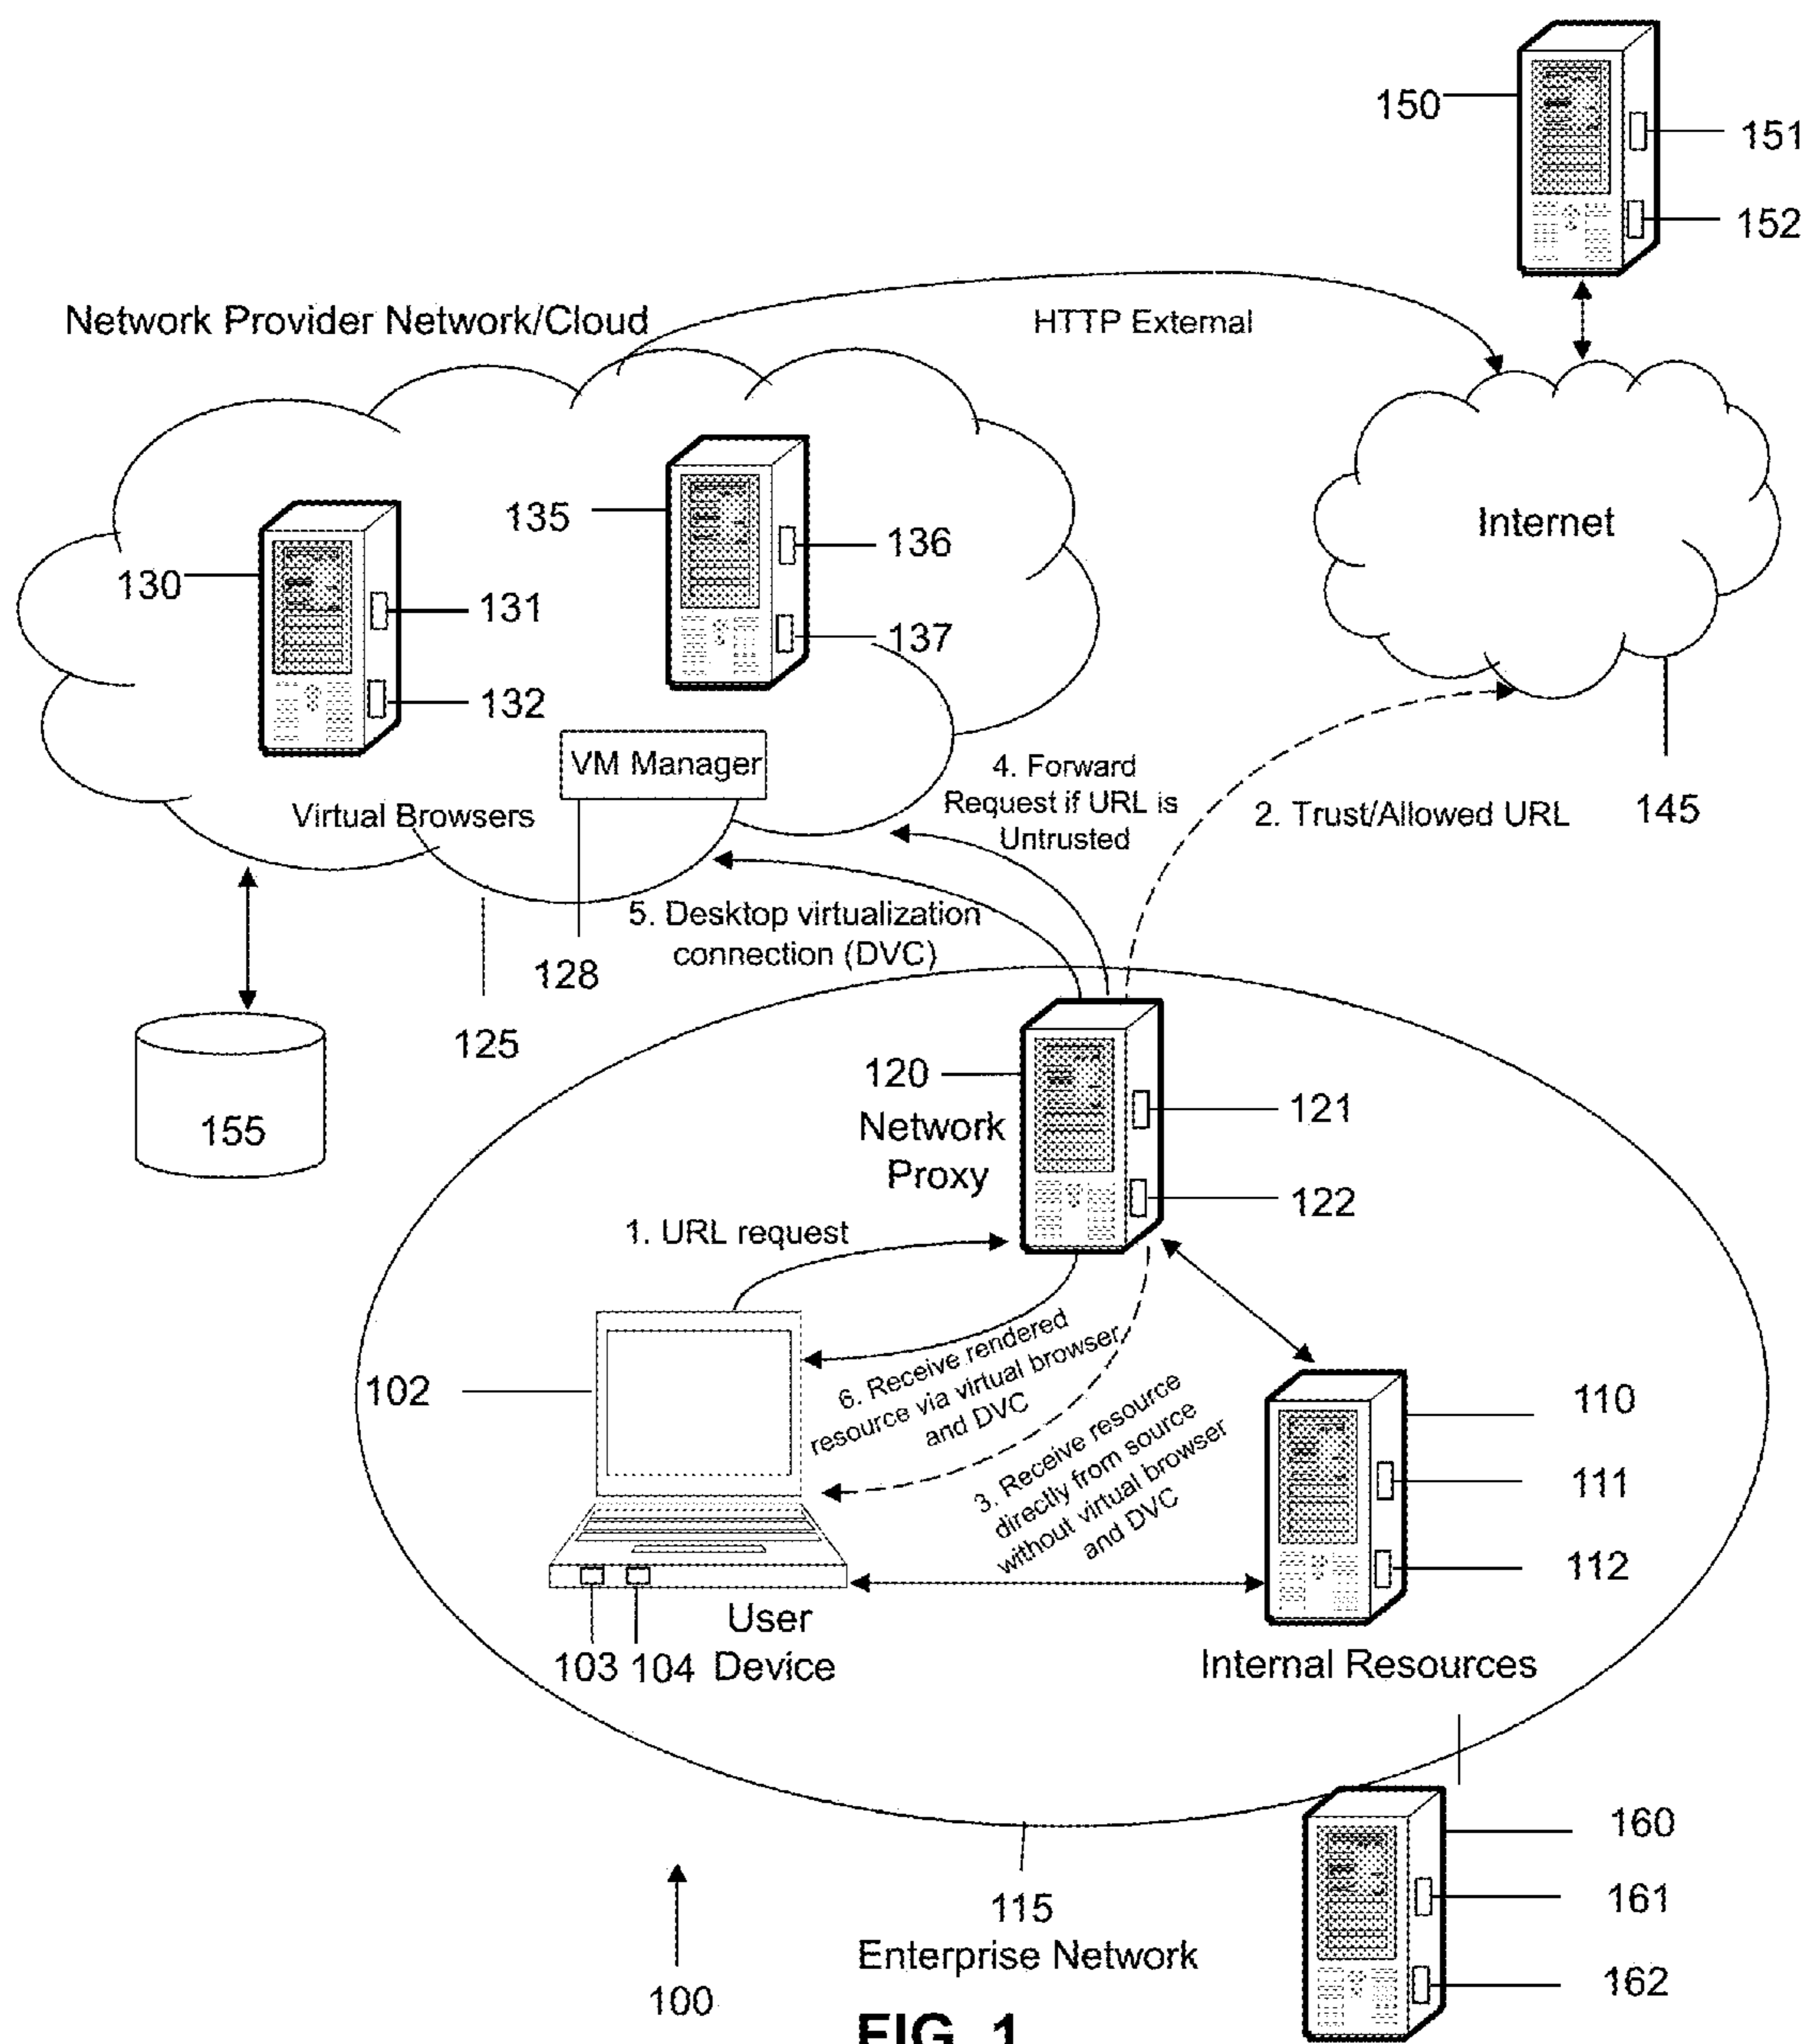 150
151
152
Network Provider Network/Cloud
HTTP External
135
136
137
130
131
132
Internet
VM Manager
Virtual Browsers
4. Forward
Request if URL is
Untrusted
2. Trust/Allowed URL
145
5. Desktop virtualization
connection (DVC)
128
125
155
120
Network
Proxy
121
122
1. URL request
102
6. Receive rendered
resource via virtual browser
and DVC
3. Receive resource
directly from source
without virtual browser
and DVC
110
111
112
User
Device
103
104
Internal Resources
160
161
162
115
Enterprise Network
100
FIG. 1